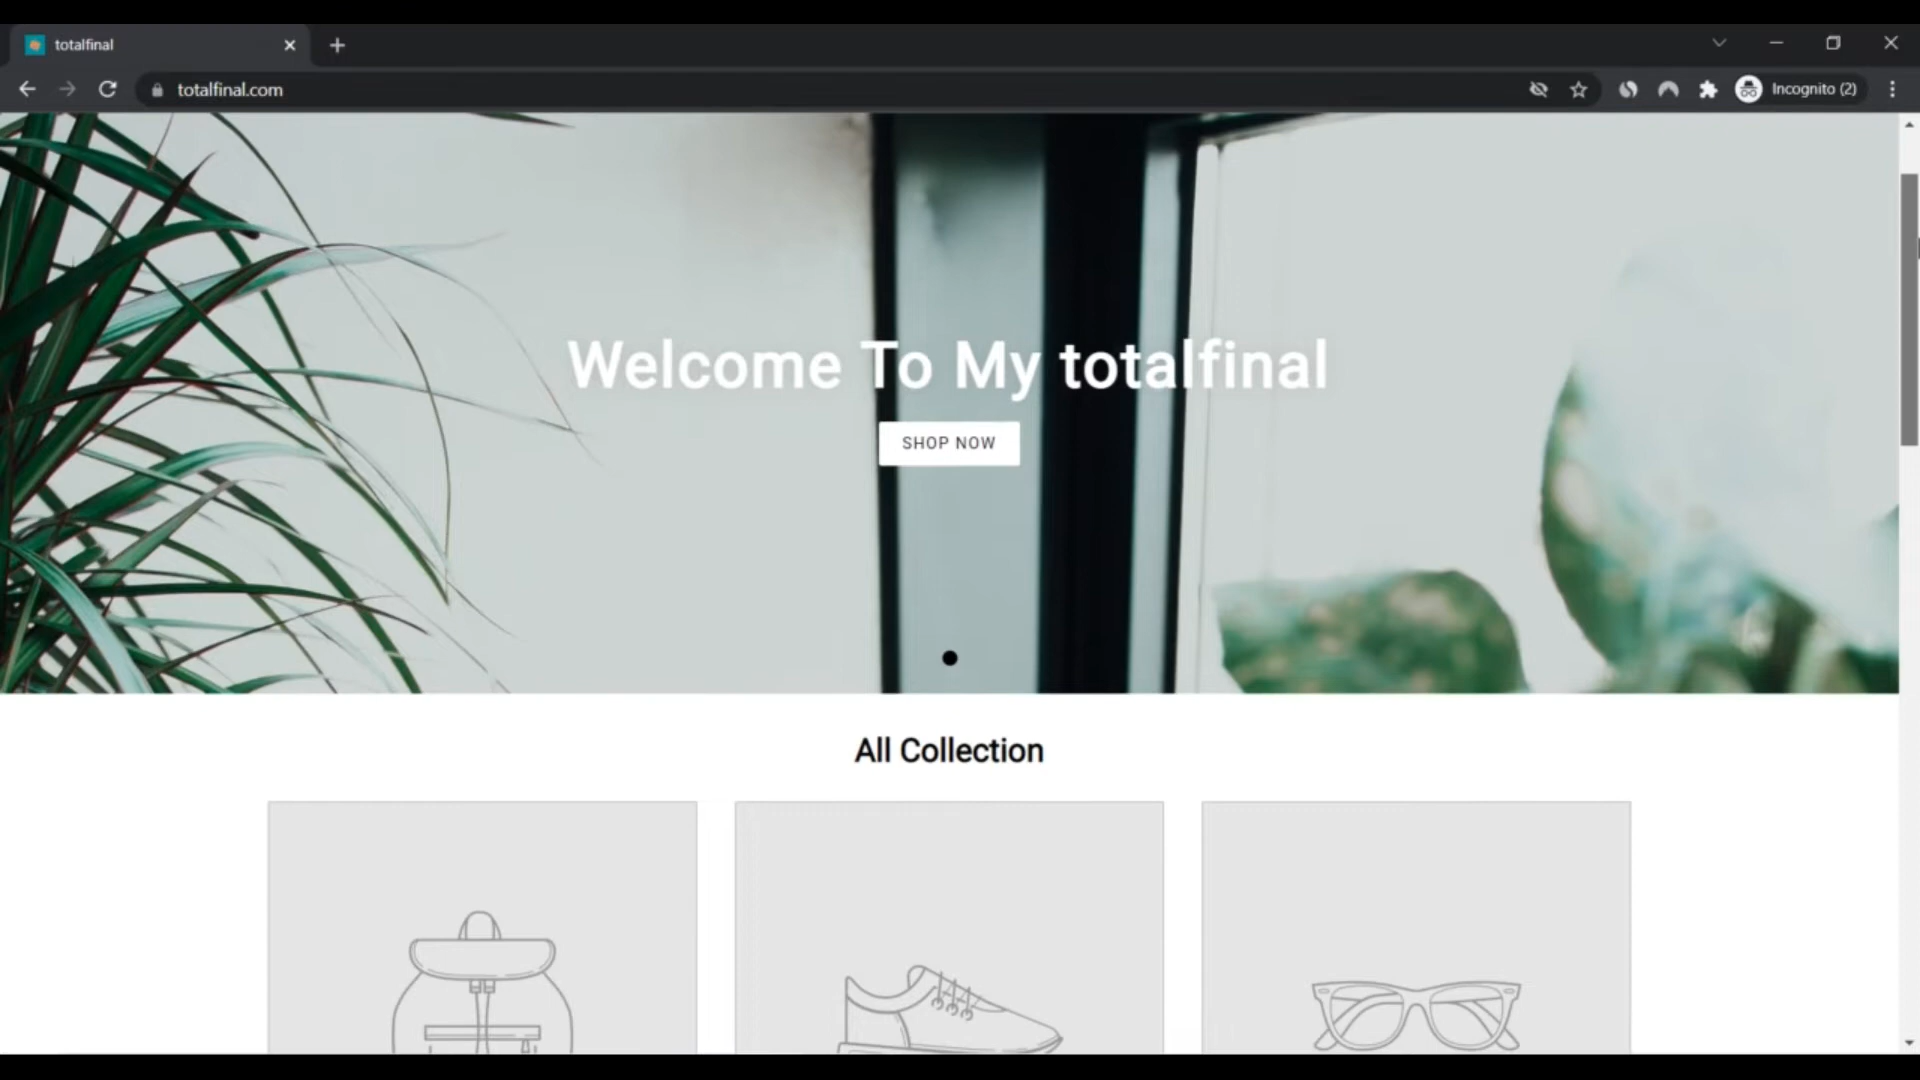 totalfinal
totalfinal.com
Incognito (2)
Welcome To My totalfinal
SHOP NOW
All Collection